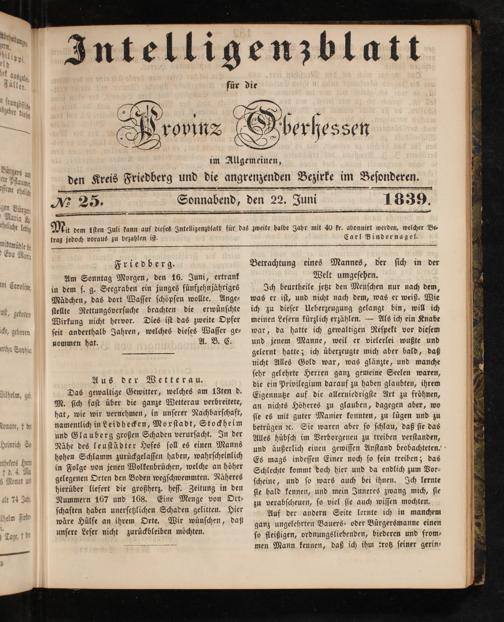 Intelligenzblatt
für die
Provinz Oberhessen
im Allgemeinen,
den Kreis Friedberg und die angrenzenden Bezirke im Besonderen.
№ 25. Sonnabend, den 22. Juni 1839.
Mit dem 1sten Juli kann auf dieses Intelligenzblatt für das zweite halbe Jahr mit 40 kr. abonnirt werden, welcher Be-
trag jedoch voraus zu bezahlen ist. Carl Bindernagel.
Friedberg.
Am Sonntag Morgen, den 16. Juni, ertrank
in dem s. g. Seegraben ein junges fünfzehnjähriges
Mädchen, das dort Wasser schöpfen wollte. Ange-
stellte Rettungsversuche brachten die erwünschte
Wirkung nicht hervor. Dies ist das zweite Opfer
seit anderthalb Jahren, welches dieses Wasser ge-
nommen hat. A. B. C.
Aus der Wetterau.
Das gewaltige Gewitter, welches am 13ten d.
M. sich fast über die ganze Wetterau verbreitete,
hat, wie wir vernehmen, in unserer Nachbarschaft,
namentlich in Leidhecken, Morstadt, Stockheim
und Glauberg großen Schaden verursacht. In der
Nähe des leustädter Hofes soll es einen Manns
hohen Schlamm zurückgelassen haben, wahrscheinlich
in Folge von jenen Wolkenbrüchen, welche an höher
gelegenen Orten den Boden wegschwemmten. Näheres
hierüber liefert die großherz. hess. Zeitung in den
Nummern 167 und 168. Eine Menge von Ort-
schaften haben unersetzlichen Schaden gelitten. Hier
wäre Hülfe an ihrem Orte. Wir wünschen, daß
unsere Leser nicht zurückbleiben möchten.
Betrachtung eines Mannes, der sich in der
Welt umgesehen.
Ich beurtheile jetzt den Menschen nur nach dem,
was er ist, und nicht nach dem, was er weiß. Wie
ich zu dieser Ueberzeugung gelangt bin, will ich
meinen Lesern kürzlich erzählen. — Als ich ein Knabe
war, da hatte ich gewaltigen Respekt vor diesem
und jenem Manne, weil er vielerlei wußte und
gelernt hatte; ich überzeugte mich aber bald, daß
nicht Alles Gold war, was glänzte, und manche
sehr gelehrte Herren ganz gemeine Seelen waren,
die ein Privilegium darauf zu haben glaubten, ihrem
Eigennutz auf die allerniedrigste Art zu fröhnen,
an nichts Höheres zu glauben, dagegen aber, wo
sie es mit guter Manier konnten, zu lügen und zu
betrügen ꝛc. Sie waren aber so schlau, daß sie das
Alles hübsch im Verborgenen zu treiben verstanden,
und äußerlich einen gewissen Anstand beobachteten.
Es mags indessen Einer noch so fein treiben; das
Schlechte kommt doch hier und da endlich zum Vor-
scheine, und so wars auch bei ihnen. Ich lernte
sie bald kennen, und mein Inneres zwang mich, sie
zu verabscheuen, so viel sie auch wissen mochten.
Auf der andern Seite lernte ich in manchem
ganz ungelehrten Bauers- oder Bürgersmanne einen
so fleißigen, ordnungsliebenden, biederen und from-
men Mann kennen, daß ich ihn trotz seiner gerin-